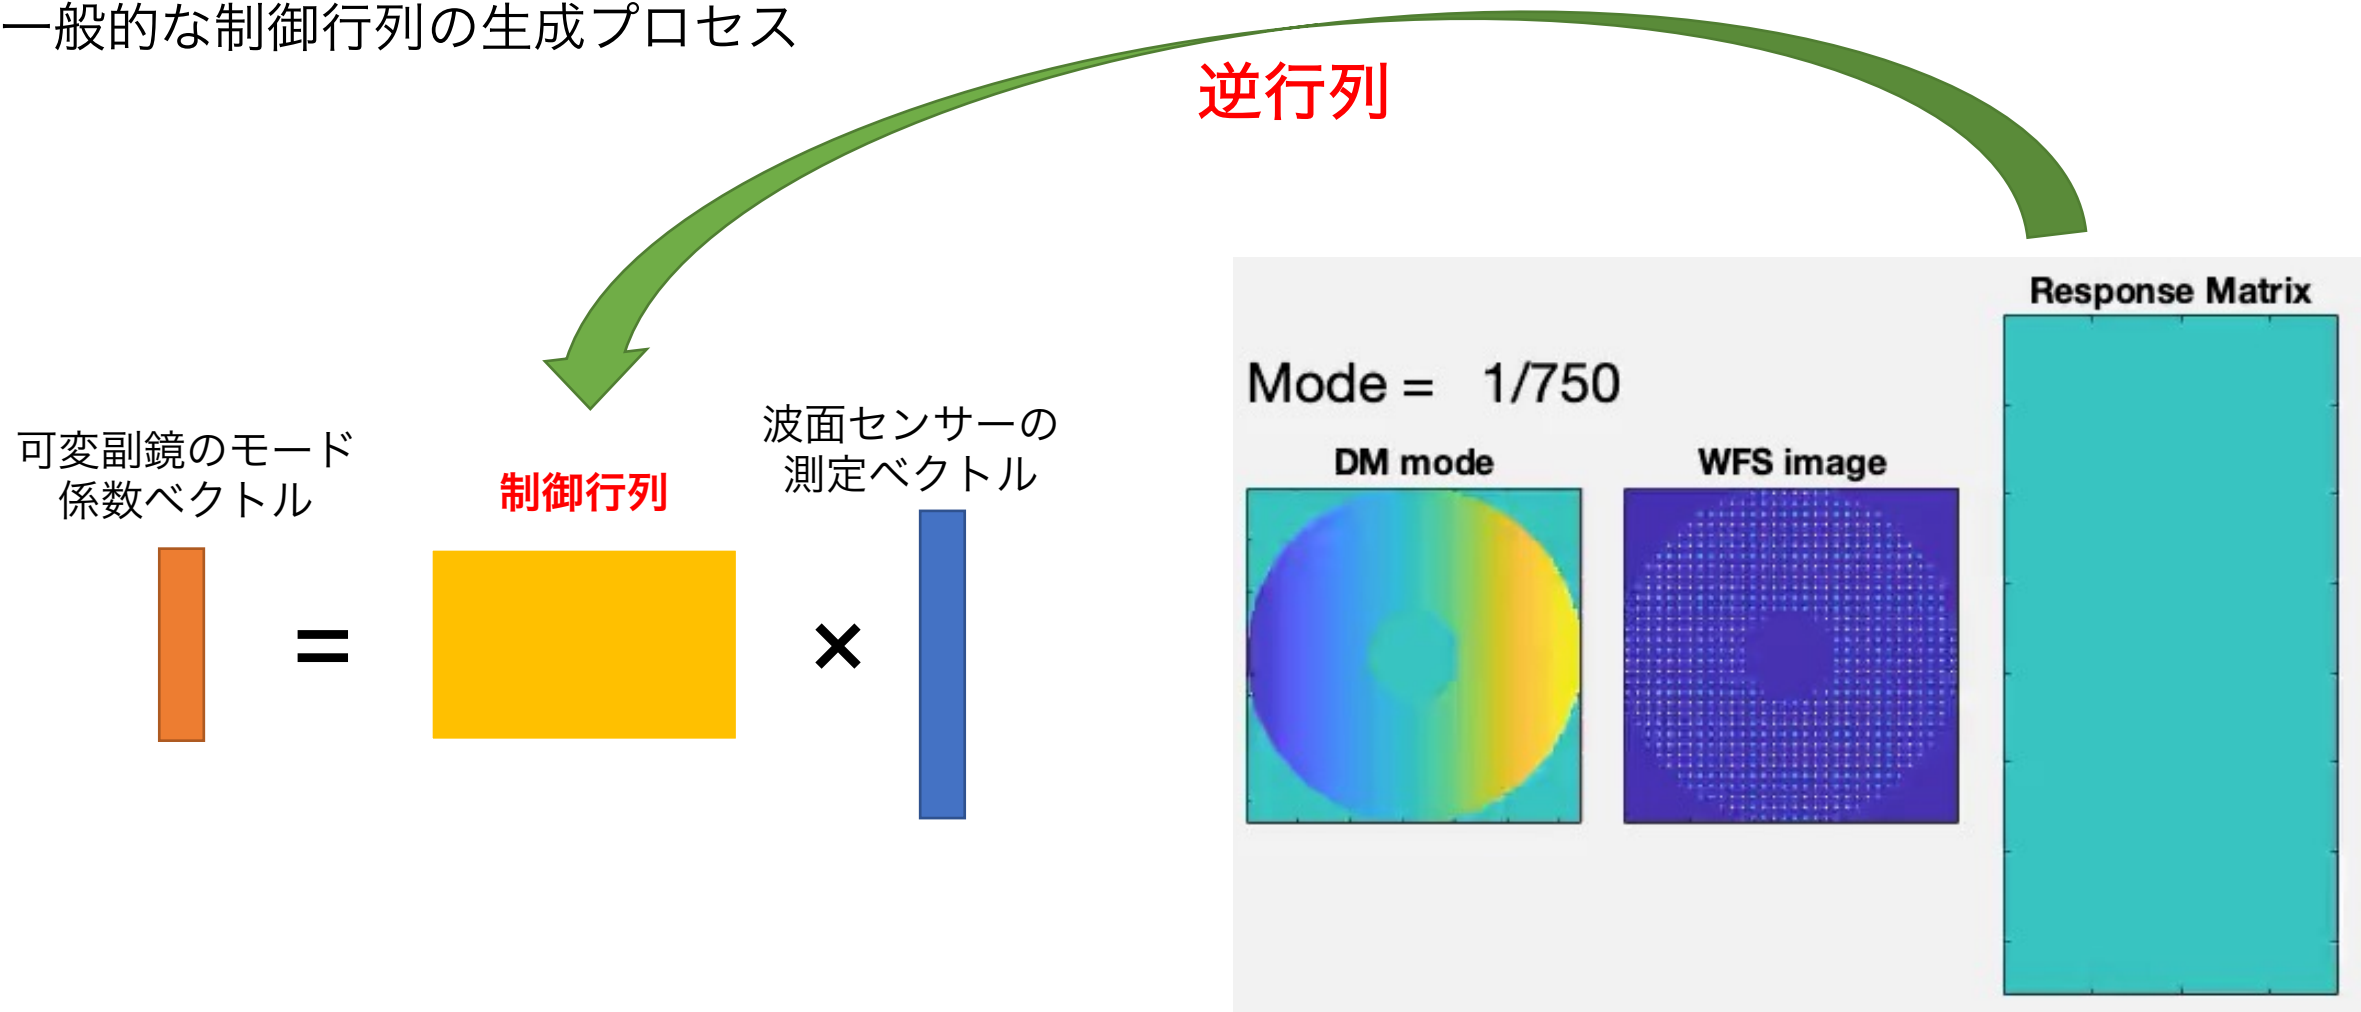 一般的な制御行列の生成プロセス
逆行列
可変副鏡のモード
係数ベクトル
=
制御行列
×
波面センサーの
測定ベクトル
Mode = 1/750
DM mode
WFS image
Response Matrix